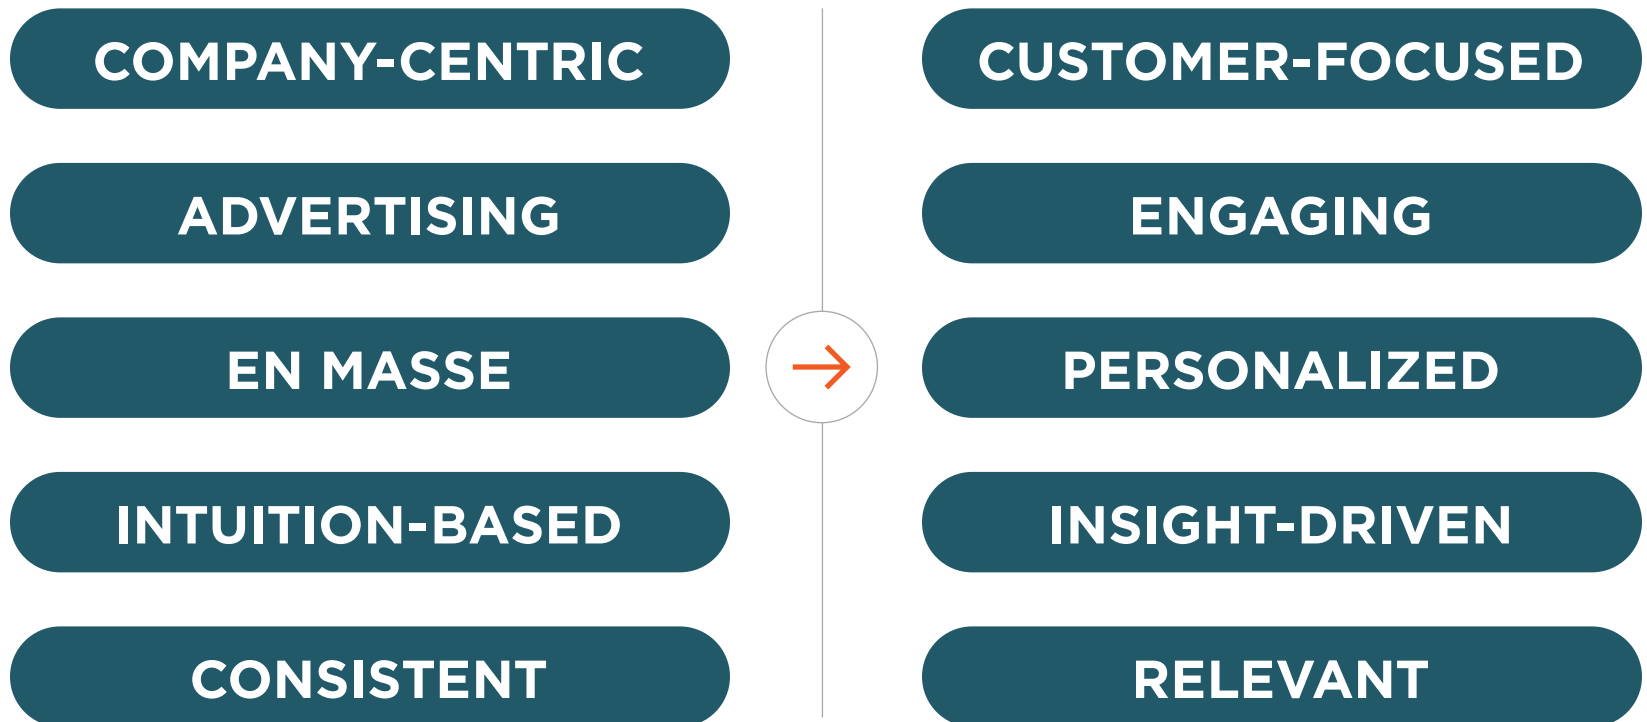 COMPANY-CENTRIC
CUSTOMER-FOCUSED
ADVERTISING
ENGAGING
EN MASSE
PERSONALIZED
INTUITION-BASED
INSIGHT-DRIVEN
CONSISTENT
RELEVANT